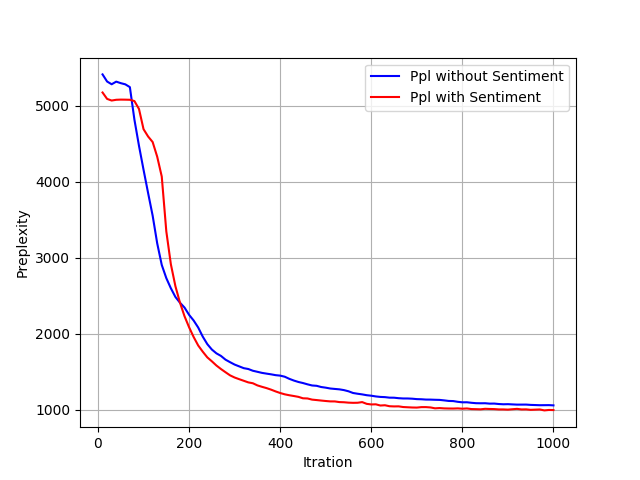 Ppl without Sentiment
Ppl with Sentiment
5000
4000
3000
2000
1000
Preplexity
0
200
400
600
800
1000
Itration